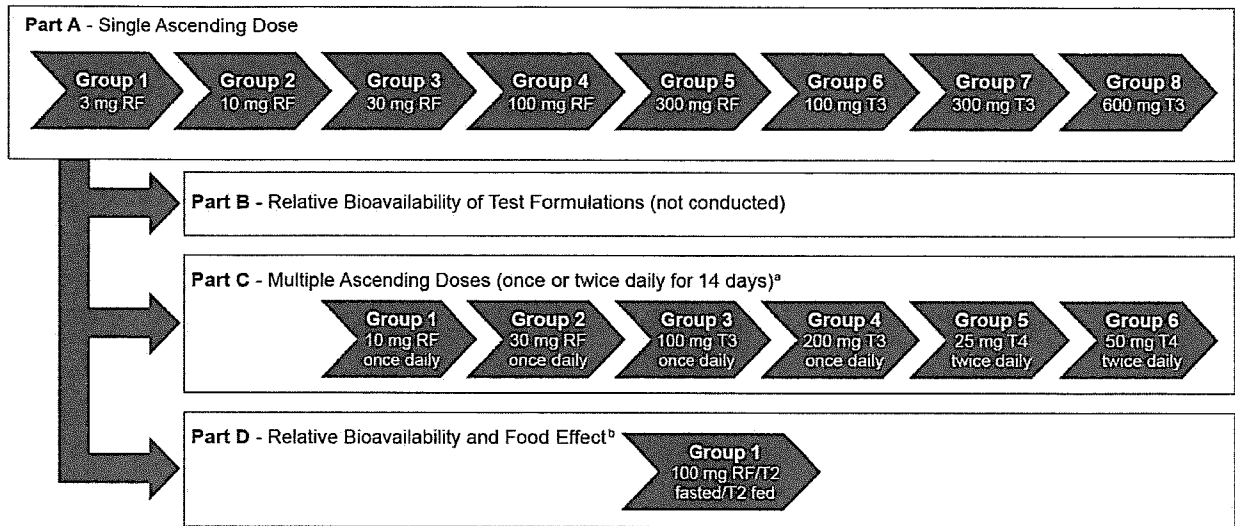 Part A - Single Ascending Dose
Group 1
3 mg RF
Group 2
10 mg RF
Group 3
30 mg RF
Group 4
100 mg RF
Group 5
300 mg RF
Group 6
100 mg T3
Group 7
300 mg T3
Group 8
600 mg T3
Part B - Relative Bioavailability of Test Formulations (not conducted)
Part C - Multiple Ascending Doses (once or twice daily for 14 days)ª
Group 1
10 mg RF
once daily
Group 2
30 mg RF
once daily
Group 3
100 mg T3
once daily
Group 4
200 mg T3
once daily
Group 5
25 mg T4
twice daily
Group 6
50 mg T4
twice daily
Part D - Relative Bioavailability and Food Effectᵇ
Group 1
100 mg RF/T2
fasted/T2 fed